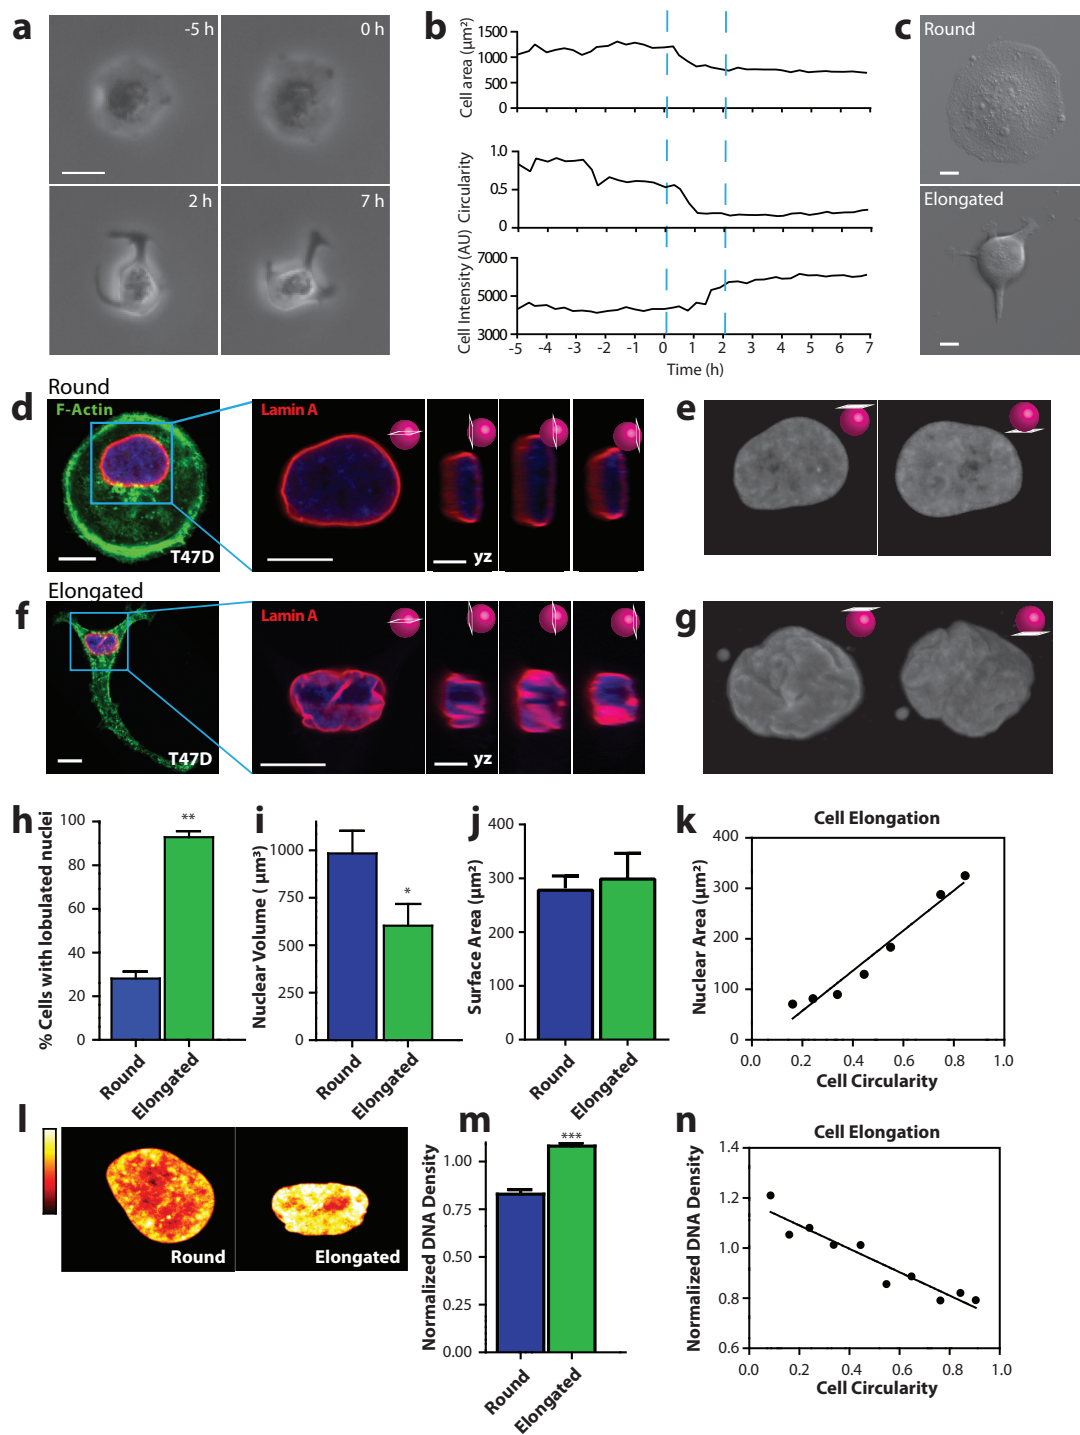 a
-5 h
0 h
2 h
7 h
b
Cell area (µm²)
1500
1000
500
0
Circularity
1.0
0.5
0
Cell Intensity (AU)
7000
5000
3000
-5 -4 -3 -2 -1 0 1 2 3 4 5 6 7
Time (h)
c
Round
Elongated
Round
d
F-Actin
T47D
Lamin A
yz
e
Elongated
f
T47D
Lamin A
yz
g
h
% Cells with lobulated nuclei
100
80
60
40
20
0
**
Round
Elongated
i
Nuclear Volume ( µm³)
1000
750
500
250
0
*
Round
Elongated
j
Surface Area (µm²)
400
300
200
100
0
Round
Elongated
k
Cell Elongation
Nuclear Area (µm²)
400
300
200
100
0
0.0 0.2 0.4 0.6 0.8 1.0
Cell Circularity
l
Round
Elongated
m
Normalized DNA Density
1.00
0.75
0.50
0.25
0.00
***
Round
Elongated
n
Cell Elongation
Normalized DNA Density
1.4
1.2
1.0
0.8
0.6
0.0 0.2 0.4 0.6 0.8 1.0
Cell Circularity